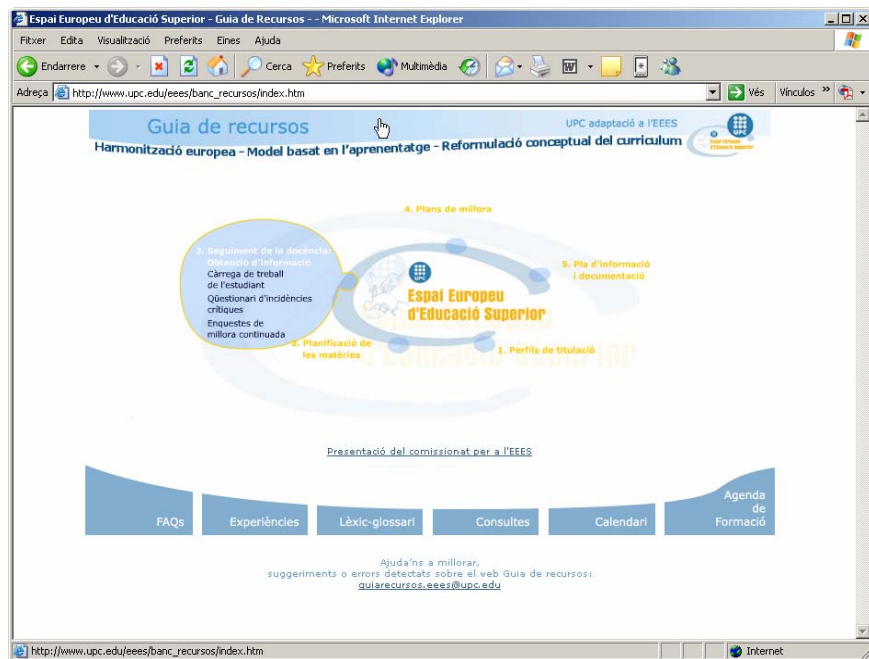 Espai Europeu d'Educació Superior - Guia de Recursos - - Microsoft Internet Explorer
Fitxer Edita Visualització Preferits Eines Ajuda
Endarrere Cerca Preferits Multimèdia
Adreça http://www.upc.edu/eees/banc_recursos/index.htm Vés Vínculos »
Guia de recursos UPC adaptació a l'EEES
Harmonització europea - Model basat en l'aprenentatge - Reformulació conceptual del curriculum
UPC
4. Plans de millora
3. Seguiment de la docència:
Obtenció d'informació
Càrrega de treball
de l'estudiant
Qüestionari d'incidències
crítiques
Enquestes de
millora continuada
5. Pla d'informació
i documentació
UPC
Espai Europeu
d'Educació Superior
2. Planificació de
les matèries
1. Perfils de titulació
Presentació del comissionat per a l'EEES
FAQs Experiències Lèxic-glossari Consultes Calendari Agenda
de
Formació
Ajuda'ns a millorar,
suggeriments o errors detectats sobre el web Guia de recursos:
guiarecursos.eees@upc.edu
http://www.upc.edu/eees/banc_recursos/index.htm Internet